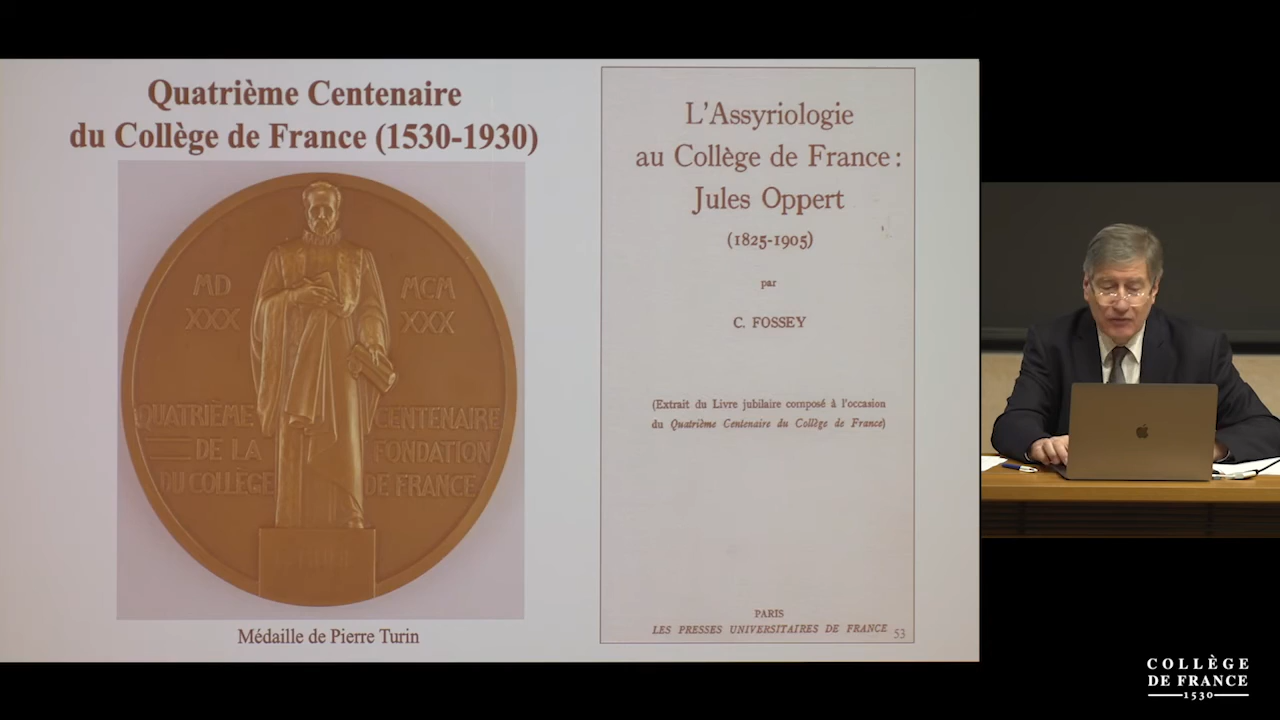 Quatrième Centenaire
du Collège de France (1530-1930)
MD
XXX
MCM
XXX
QUATRIÈME CENTENAIRE
DE LA FONDATION
DU COLLÈGE DE FRANCE
Médaille de Pierre Turin
L'Assyriologie
au Collège de France :
Jules Oppert
(1825-1905)
par
C. FOSSEY
(Extrait du Livre jubilaire composé à l'occasion
du Quatrième Centenaire du Collège de France)
PARIS
LES PRESSES UNIVERSITAIRES DE FRANCE
53
COLLÈGE
DE FRANCE
1530